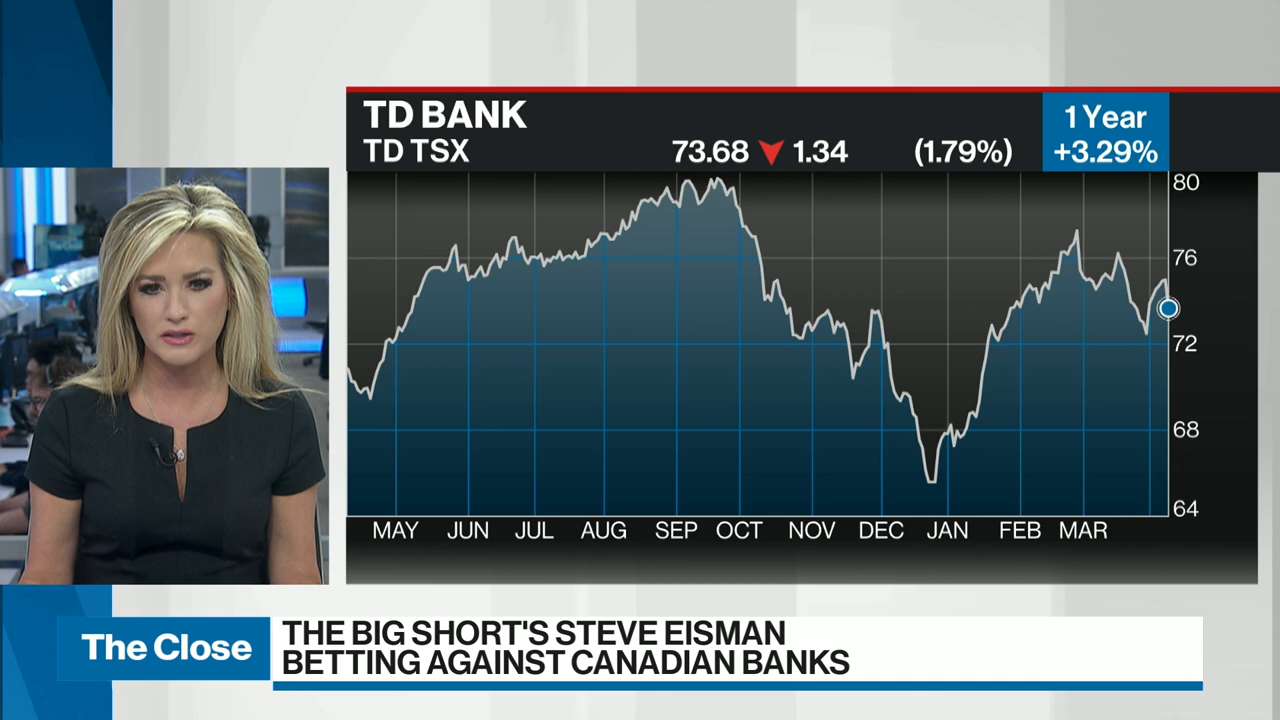 TD BANK
TD TSX
73.68 1.34 (1.79%)
1 Year
+3.29%
80
76
72
68
64
MAY JUN JUL AUG SEP OCT NOV DEC JAN FEB MAR
The Close
THE BIG SHORT'S STEVE EISMAN
BETTING AGAINST CANADIAN BANKS